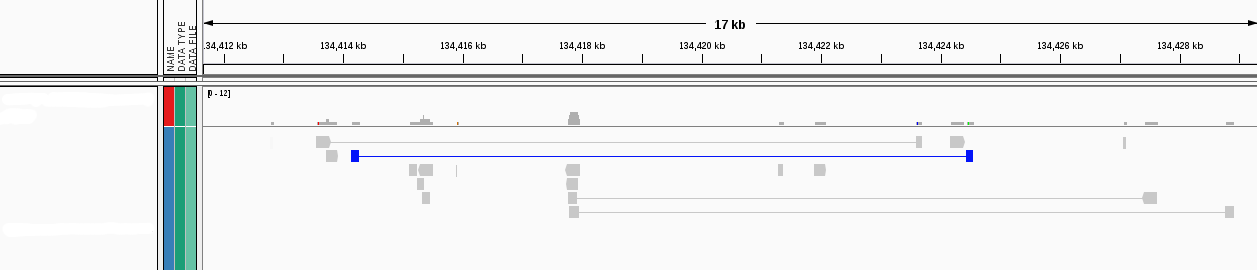 17 kb
34,412 kb 134,414 kb 134,416 kb 134,418 kb 134,420 kb 134,422 kb 134,424 kb 134,426 kb 134,428 kb
NAME
DATA TYPE
DATA FILE
[0 - 12]